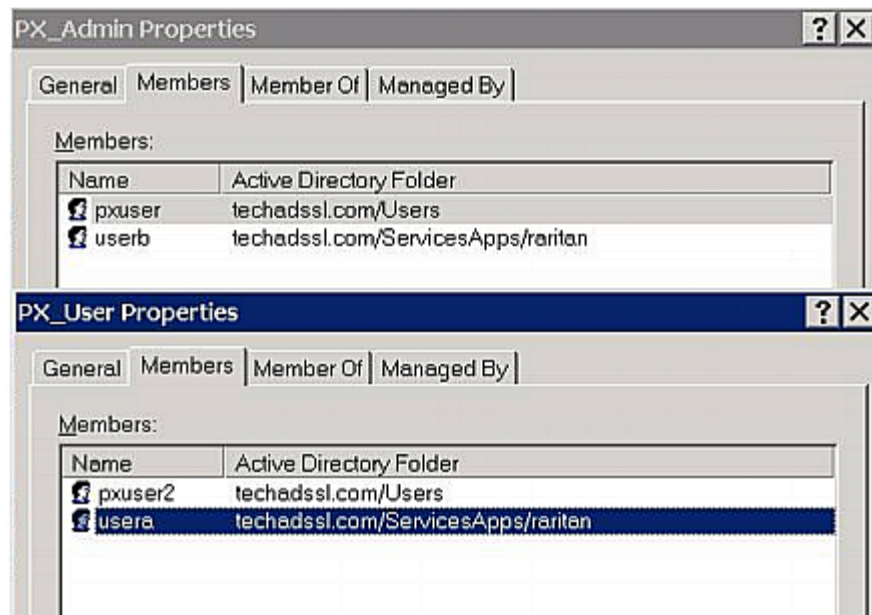 PX_Admin Properties
General Members Member Of Managed By
Members:
Name Active Directory Folder
pxuser techadssl.com/Users
userb techadssl.com/ServicesApps/raritan
PX_User Properties
General Members Member Of Managed By
Members:
Name Active Directory Folder
pxuser2 techadssl.com/Users
usera techadssl.com/ServicesApps/raritan